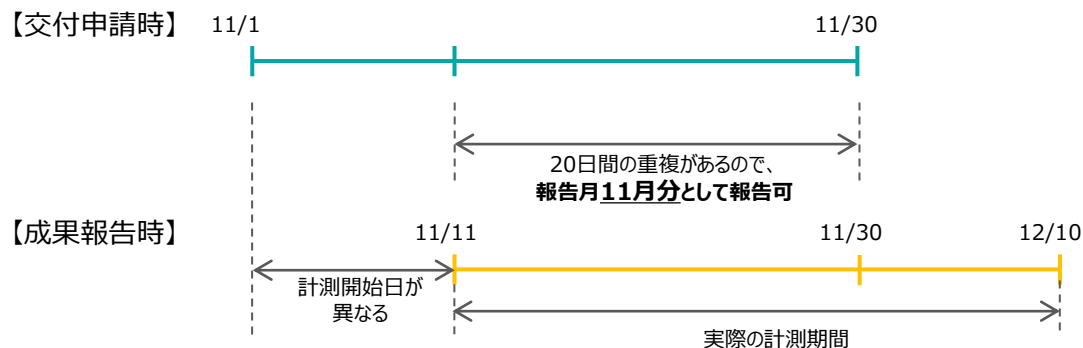 【交付申請時】 11/1 11/30
20日間の重複があるので、
報告月11月分として報告可
【成果報告時】 11/11 11/30 12/10
計測開始日が
異なる
実際の計測期間